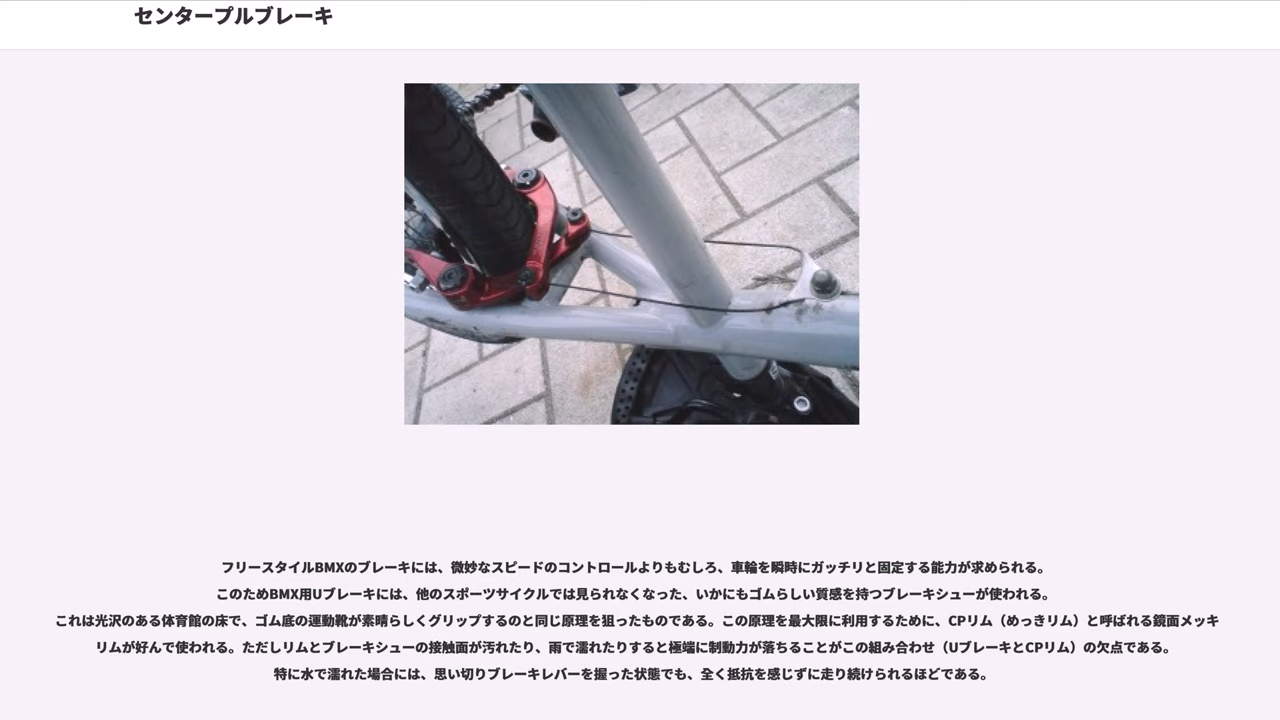 センタープルブレーキ
フリースタイルBMXのブレーキには、微妙なスピードのコントロールよりもむしろ、車輪を瞬時にガッチリと固定する能力が求められる。
このためBMX用Uブレーキには、他のスポーツサイクルでは見られなくなった、いかにもゴムらしい質感を持つブレーキシューが使われる。
これは光沢のある体育館の床で、ゴム底の運動靴が素晴らしくグリップするのと同じ原理を狙ったものである。この原理を最大限に利用するために、CPリム（めっきリム）と呼ばれる鏡面メッキ
リムが好んで使われる。ただしリムとブレーキシューの接触面が汚れたり、雨で濡れたりすると極端に制動力が落ちることがこの組み合わせ（UブレーキとCPリム）の欠点である。
特に水で濡れた場合には、思い切りブレーキレバーを握った状態でも、全く抵抗を感じずに走り続けられるほどである。